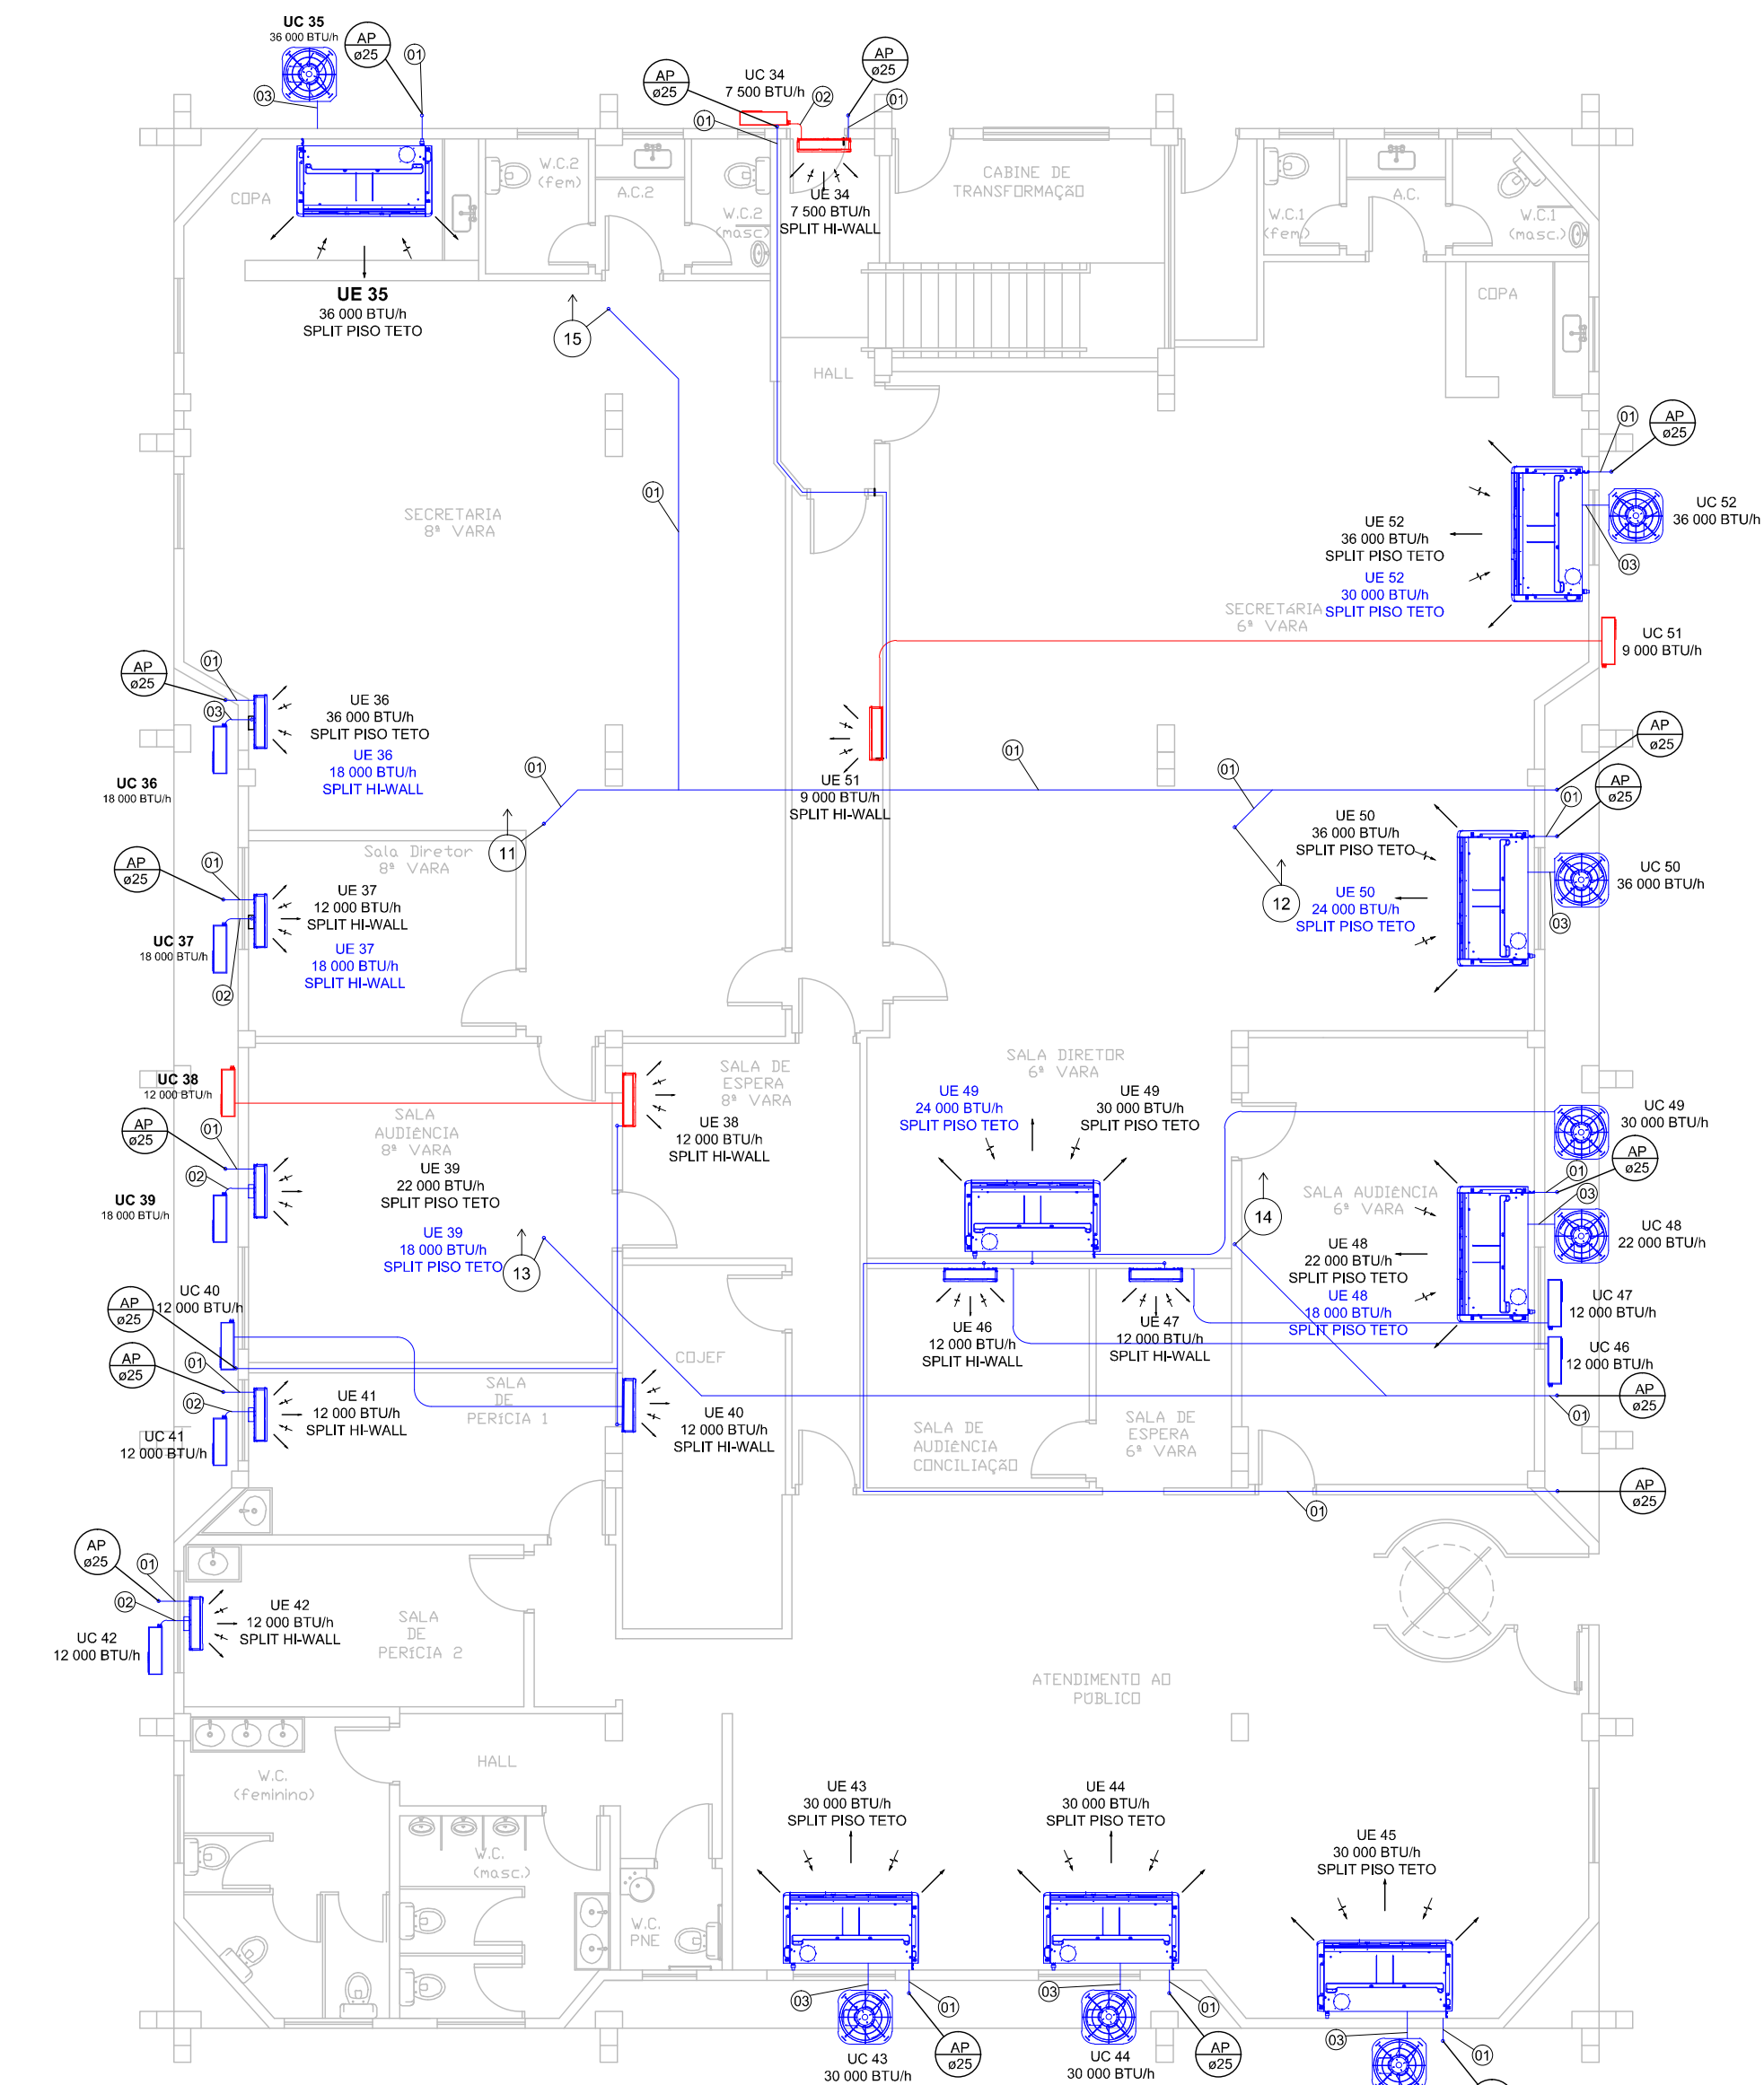 UC 35
36 000 BTU/h
AP
ø25
01
03
COPA
W.C.2
(fem)
A.C.2
W.C.2
(masc)
UE 35
36 000 BTU/h
SPLIT PISO TETO
15
AP
ø25
UC 34
7 500 BTU/h
02
01
AP
ø25
01
UE 34
7 500 BTU/h
SPLIT HI-WALL
CABINE DE
TRANSFORMAÇÃO
W.C.1
(fem)
A.C.
W.C.1
(masc.)
COPA
HALL
01
SECRETARIA
8ª VARA
01
AP
ø25
UC 52
36 000 BTU/h
03
UE 52
36 000 BTU/h
SPLIT PISO TETO
UE 52
30 000 BTU/h
SPLIT PISO TETO
SECRETÁRIA
6ª VARA
UC 51
9 000 BTU/h
AP
ø25
01
03
UE 36
36 000 BTU/h
SPLIT PISO TETO
UE 36
18 000 BTU/h
SPLIT HI-WALL
UC 36
18 000 BTU/h
01
11
UE 51
9 000 BTU/h
SPLIT HI-WALL
01
01
12
AP
ø25
AP
ø25
01
UE 50
36 000 BTU/h
SPLIT PISO TETO
UE 50
24 000 BTU/h
SPLIT PISO TETO
UC 50
36 000 BTU/h
03
Sala Diretor
8ª VARA
AP
ø25
01
UE 37
12 000 BTU/h
SPLIT HI-WALL
UE 37
18 000 BTU/h
SPLIT HI-WALL
UC 37
18 000 BTU/h
02
UC 38
12 000 BTU/h
SALA DE
ESPERA
8ª VARA
UE 38
12 000 BTU/h
SPLIT HI-WALL
SALA
AUDIÊNCIA
8ª VARA
AP
ø25
01
02
UE 39
22 000 BTU/h
SPLIT PISO TETO
UE 39
18 000 BTU/h
SPLIT PISO TETO
UC 39
18 000 BTU/h
13
SALA DIRETOR
6ª VARA
UE 49
24 000 BTU/h
SPLIT PISO TETO
UE 49
30 000 BTU/h
SPLIT PISO TETO
UC 49
30 000 BTU/h
AP
ø25
01
03
14
SALA AUDIÊNCIA
6ª VARA
UE 48
22 000 BTU/h
SPLIT PISO TETO
UE 48
18 000 BTU/h
SPLIT PISO TETO
UC 48
22 000 BTU/h
UC 47
12 000 BTU/h
UC 46
12 000 BTU/h
UE 46
12 000 BTU/h
SPLIT HI-WALL
UE 47
12 000 BTU/h
SPLIT HI-WALL
UC 40
12 000 BTU/h
AP
ø25
AP
ø25
01
02
UE 41
12 000 BTU/h
SPLIT HI-WALL
UC 41
12 000 BTU/h
SALA
DE
PERÍCIA 1
COJEF
UE 40
12 000 BTU/h
SPLIT HI-WALL
SALA DE
AUDIÊNCIA
CONCILIAÇÃO
SALA DE
ESPERA
6ª VARA
AP
ø25
01
AP
ø25
01
AP
ø25
01
02
UE 42
12 000 BTU/h
SPLIT HI-WALL
UC 42
12 000 BTU/h
SALA
DE
PERÍCIA 2
ATENDIMENTO AO
PÚBLICO
HALL
W.C.
(feminino)
W.C.
(masc.)
W.C.
PNE
UE 43
30 000 BTU/h
SPLIT PISO TETO
UE 44
30 000 BTU/h
SPLIT PISO TETO
UE 45
30 000 BTU/h
SPLIT PISO TETO
03
01
UC 43
30 000 BTU/h
AP
ø25
03
01
UC 44
30 000 BTU/h
AP
ø25
03
01